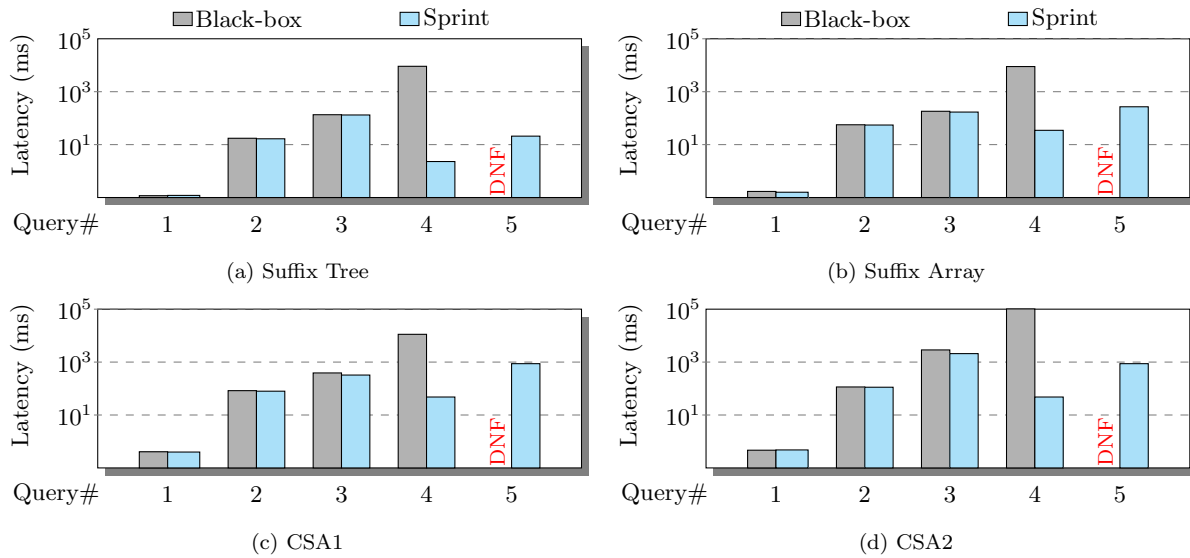 Black-box Sprint
Black-box Sprint
Latency (ms)
10^5
10^3
10^1
DNF
Query# 1 2 3 4 5
(a) Suffix Tree
Latency (ms)
10^5
10^3
10^1
DNF
Query# 1 2 3 4 5
(b) Suffix Array
Latency (ms)
10^5
10^3
10^1
DNF
Query# 1 2 3 4 5
(c) CSA1
Latency (ms)
10^5
10^3
10^1
DNF
Query# 1 2 3 4 5
(d) CSA2